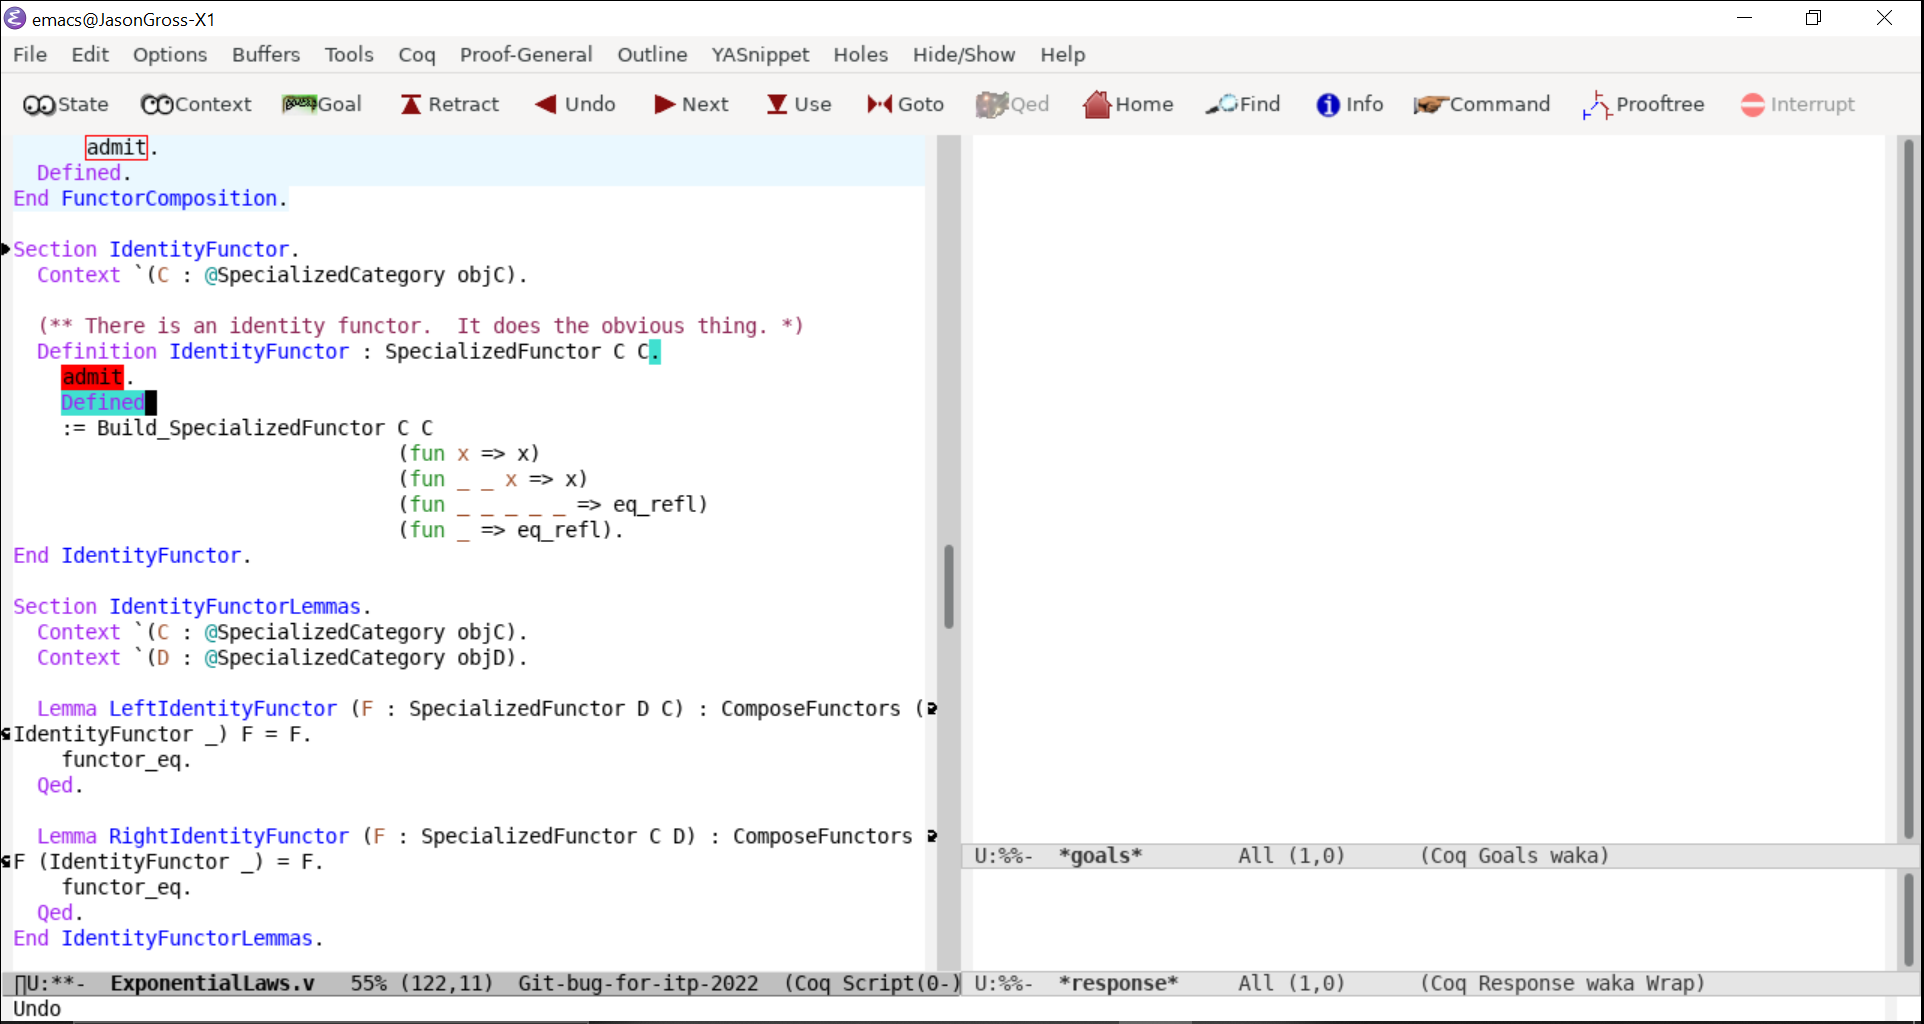 emacs@JasonGross-X1
File Edit Options Buffers Tools Coq Proof-General Outline YASnippet Holes Hide/Show Help
State Context Goal Retract Undo Next Use Goto Qed Home Find Info Command Prooftree Interrupt
admit.
Defined.
End FunctorComposition.
Section IdentityFunctor.
Context `(C : @SpecializedCategory objC).
(** There is an identity functor.  It does the obvious thing. *)
Definition IdentityFunctor : SpecializedFunctor C C.
admit.
Defined
:= Build_SpecializedFunctor C C
(fun x => x)
(fun _ _ x => x)
(fun _ _ _ _ _ => eq_refl)
(fun _ => eq_refl).
End IdentityFunctor.
Section IdentityFunctorLemmas.
Context `(C : @SpecializedCategory objC).
Context `(D : @SpecializedCategory objD).
Lemma LeftIdentityFunctor (F : SpecializedFunctor D C) : ComposeFunctors (
IdentityFunctor _) F = F.
functor_eq.
Qed.
Lemma RightIdentityFunctor (F : SpecializedFunctor C D) : ComposeFunctors
F (IdentityFunctor _) = F.
functor_eq.
Qed.
End IdentityFunctorLemmas.
U:**-  ExponentialLaws.v   55% (122,11)  Git-bug-for-itp-2022  (Coq Script(0-)
Undo
U:%%-  *goals*        All (1,0)      (Coq Goals waka)
U:%%-  *response*     All (1,0)      (Coq Response waka Wrap)